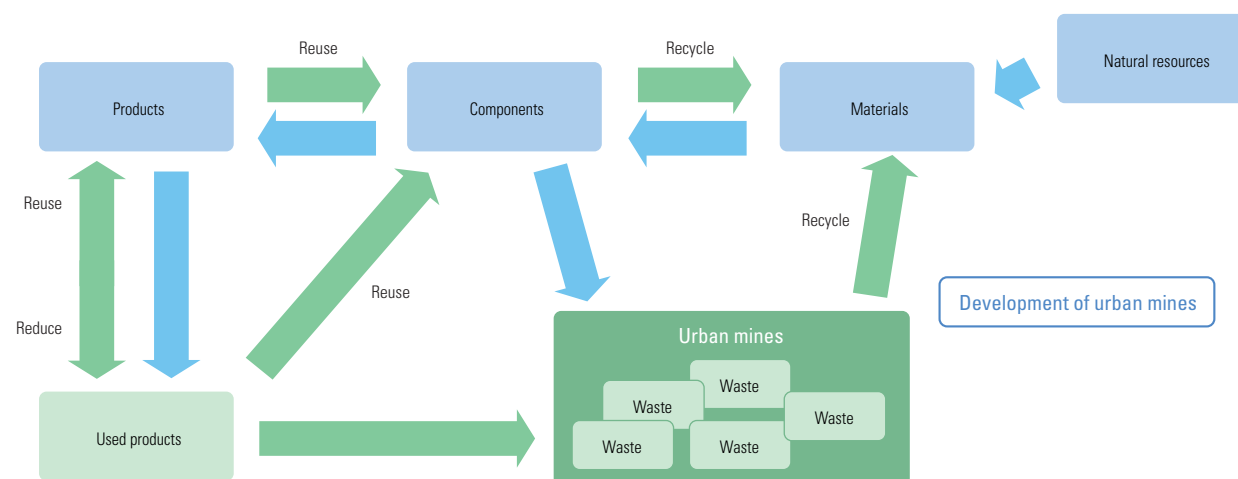 Reuse
Recycle
Natural resources
Products
Components
Materials
Reuse
Recycle
Reuse
Development of urban mines
Reduce
Urban mines
Waste
Waste
Waste
Used products
Waste
Waste